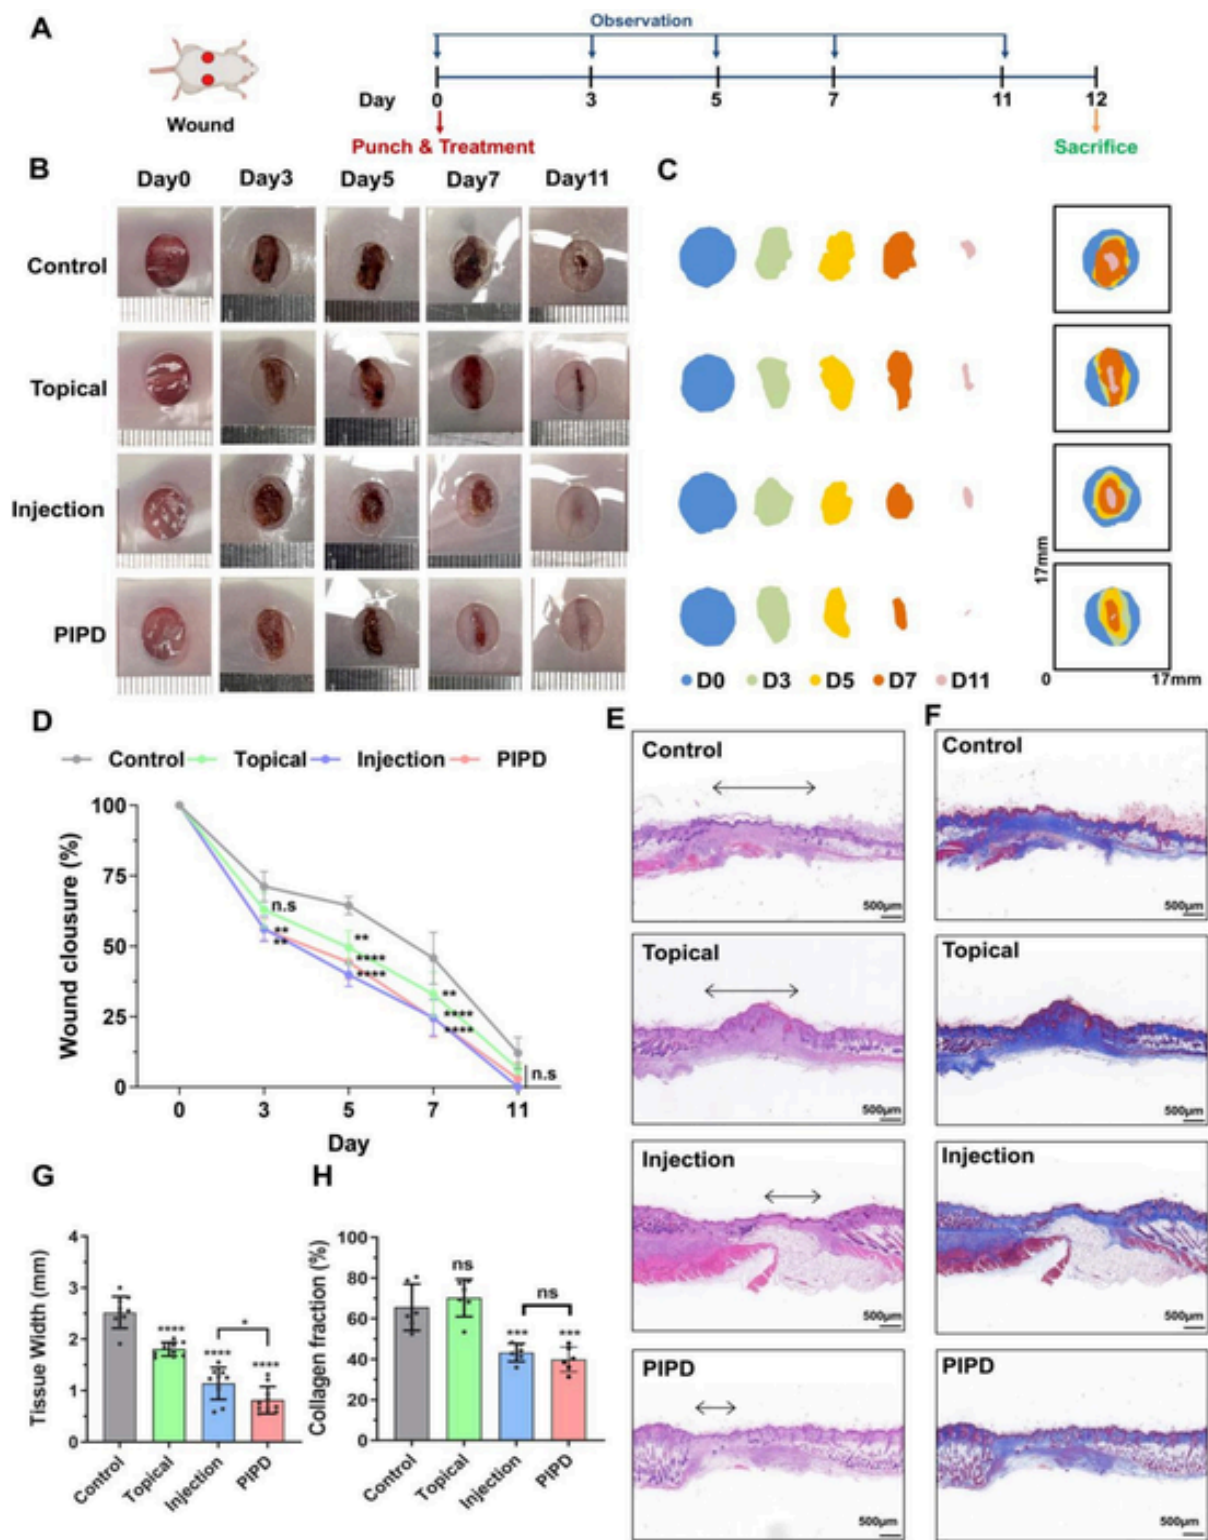 A
Observation
Wound
Day
0 3 5 7 11 12
Punch & Treatment
Sacrifice
B
Day0 Day3 Day5 Day7 Day11
Control
Topical
Injection
PIPD
C
17mm
0 17mm
D0 D3 D5 D7 D11
D
Control Topical Injection PIPD
Wound clousure (%)
100
75
50
25
0
n.s
**
**
**
****
****
**
****
****
n.s
0 3 5 7 11
Day
E
Control
500μm
Topical
500μm
Injection
500μm
PIPD
500μm
F
Control
500μm
Topical
500μm
Injection
500μm
PIPD
500μm
G
Tissue Width (mm)
4
3
2
1
0
****
****
*
****
Control Topical Injection PIPD
H
Collagen fraction (%)
100
80
60
40
20
0
ns
***
ns
***
Control Topical Injection PIPD